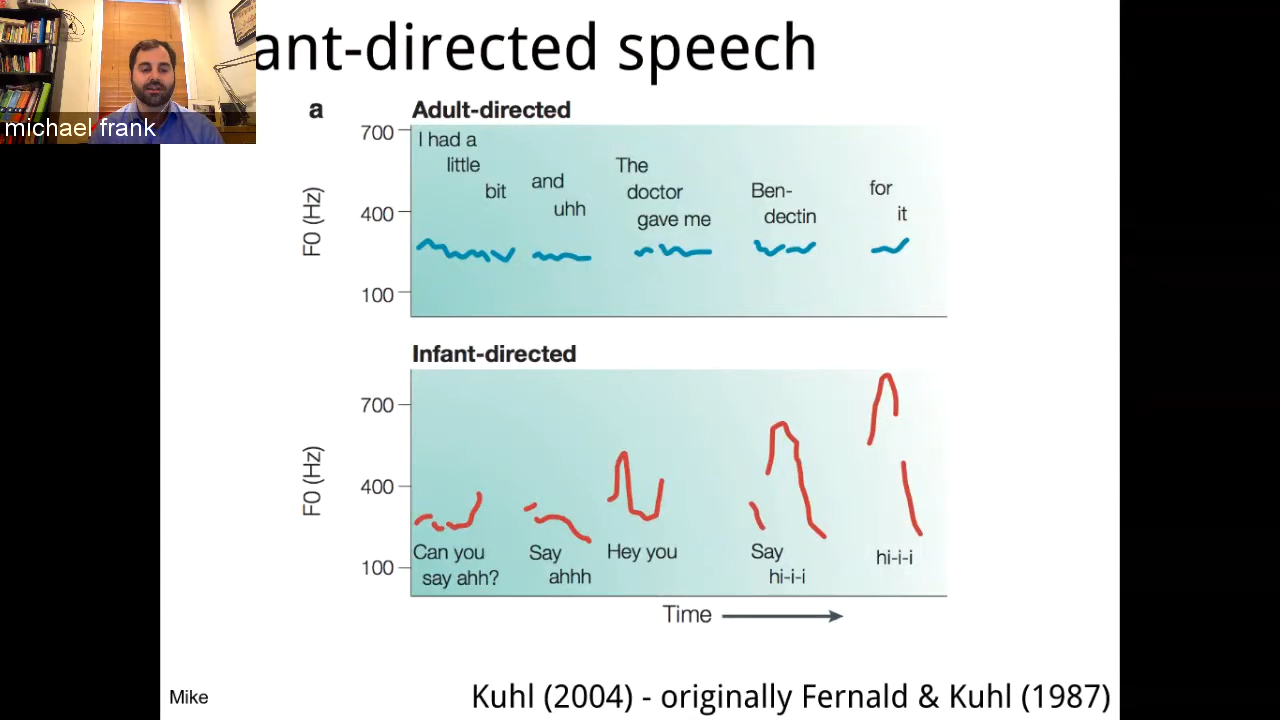 ant-directed speech
michael frank
a
Adult-directed
700
400
100
F0 (Hz)
I had a
little
bit
and
uhh
The
doctor
gave me
Ben-
dectin
for
it
Infant-directed
700
400
100
F0 (Hz)
Can you
say ahh?
Say
ahhh
Hey you
Say
hi-i-i
hi-i-i
Time
Mike
Kuhl (2004) - originally Fernald & Kuhl (1987)